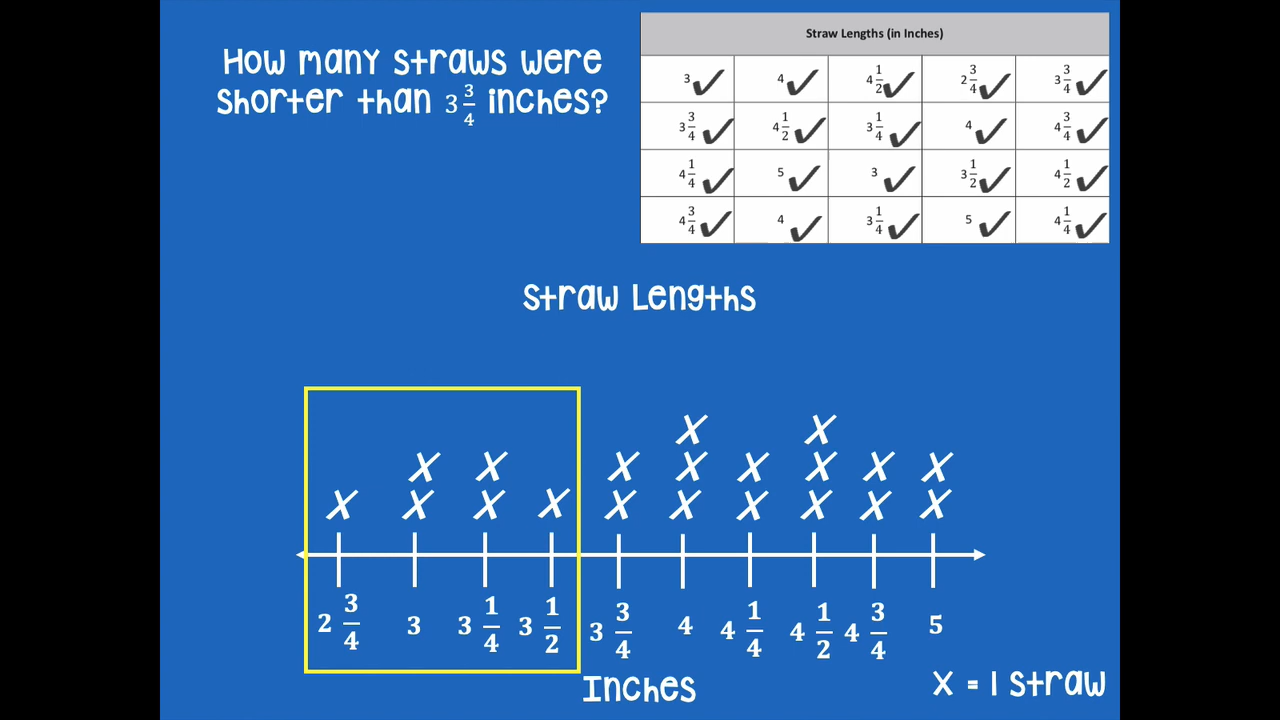 How many straws were
shorter than 3 3/4 inches?
Straw Lengths (in Inches)
3 4 4 1/2 2 3/4 3 3/4
3 3/4 4 1/2 3 1/4 4 4 3/4
4 1/4 5 3 3 1/2 4 1/2
4 3/4 4 3 1/4 5 4 1/4
Straw Lengths
X X
X X X X X X X X
X X X X X X X X X X
2 3/4 3 3 1/4 3 1/2 3 3/4 4 4 1/4 4 1/2 4 3/4 5
Inches
X = 1 straw